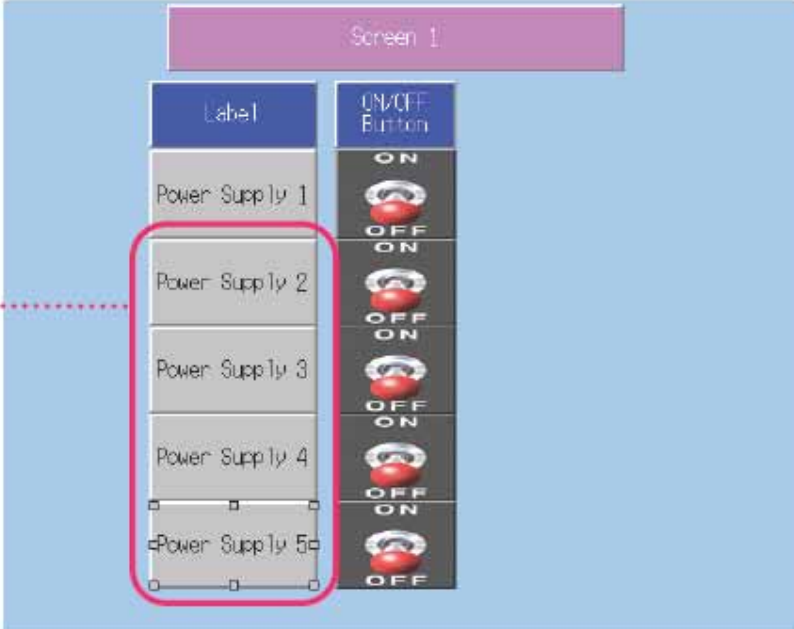 Screen 1
Label
ON/OFF
Button
Power Supply 1
ON
OFF
Power Supply 2
ON
OFF
Power Supply 3
ON
OFF
Power Supply 4
ON
OFF
Power Supply 5
ON
OFF